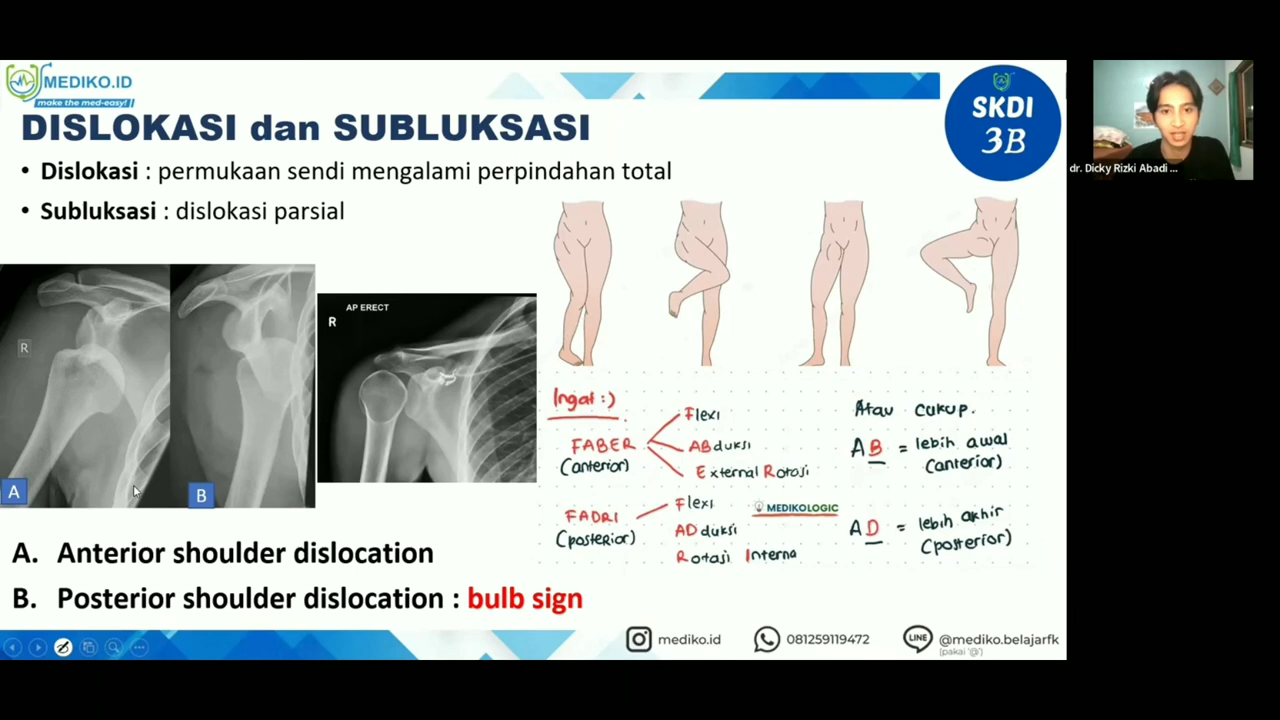 MEDIKO.ID
make the med-easy!
DISLOKASI dan SUBLUKSASI
SKDI
3B
dr. Dicky Rizki Abadi ...
• Dislokasi : permukaan sendi mengalami perpindahan total
• Subluksasi : dislokasi parsial
R
A
B
AP ERECT
R
Ingat :)
FABER
(anterior)
Flexi
ABduksi
External Rotasi
FADRI
(posterior)
Flexi
ADduksi
Rotasi Interna
MEDIKOLOGIC
Atau cukup.
AB = lebih awal
(anterior)
AD = lebih akhir
(posterior)
A. Anterior shoulder dislocation
B. Posterior shoulder dislocation : bulb sign
mediko.id
081259119472
LINE
@mediko.belajarfk
(pakai '@')